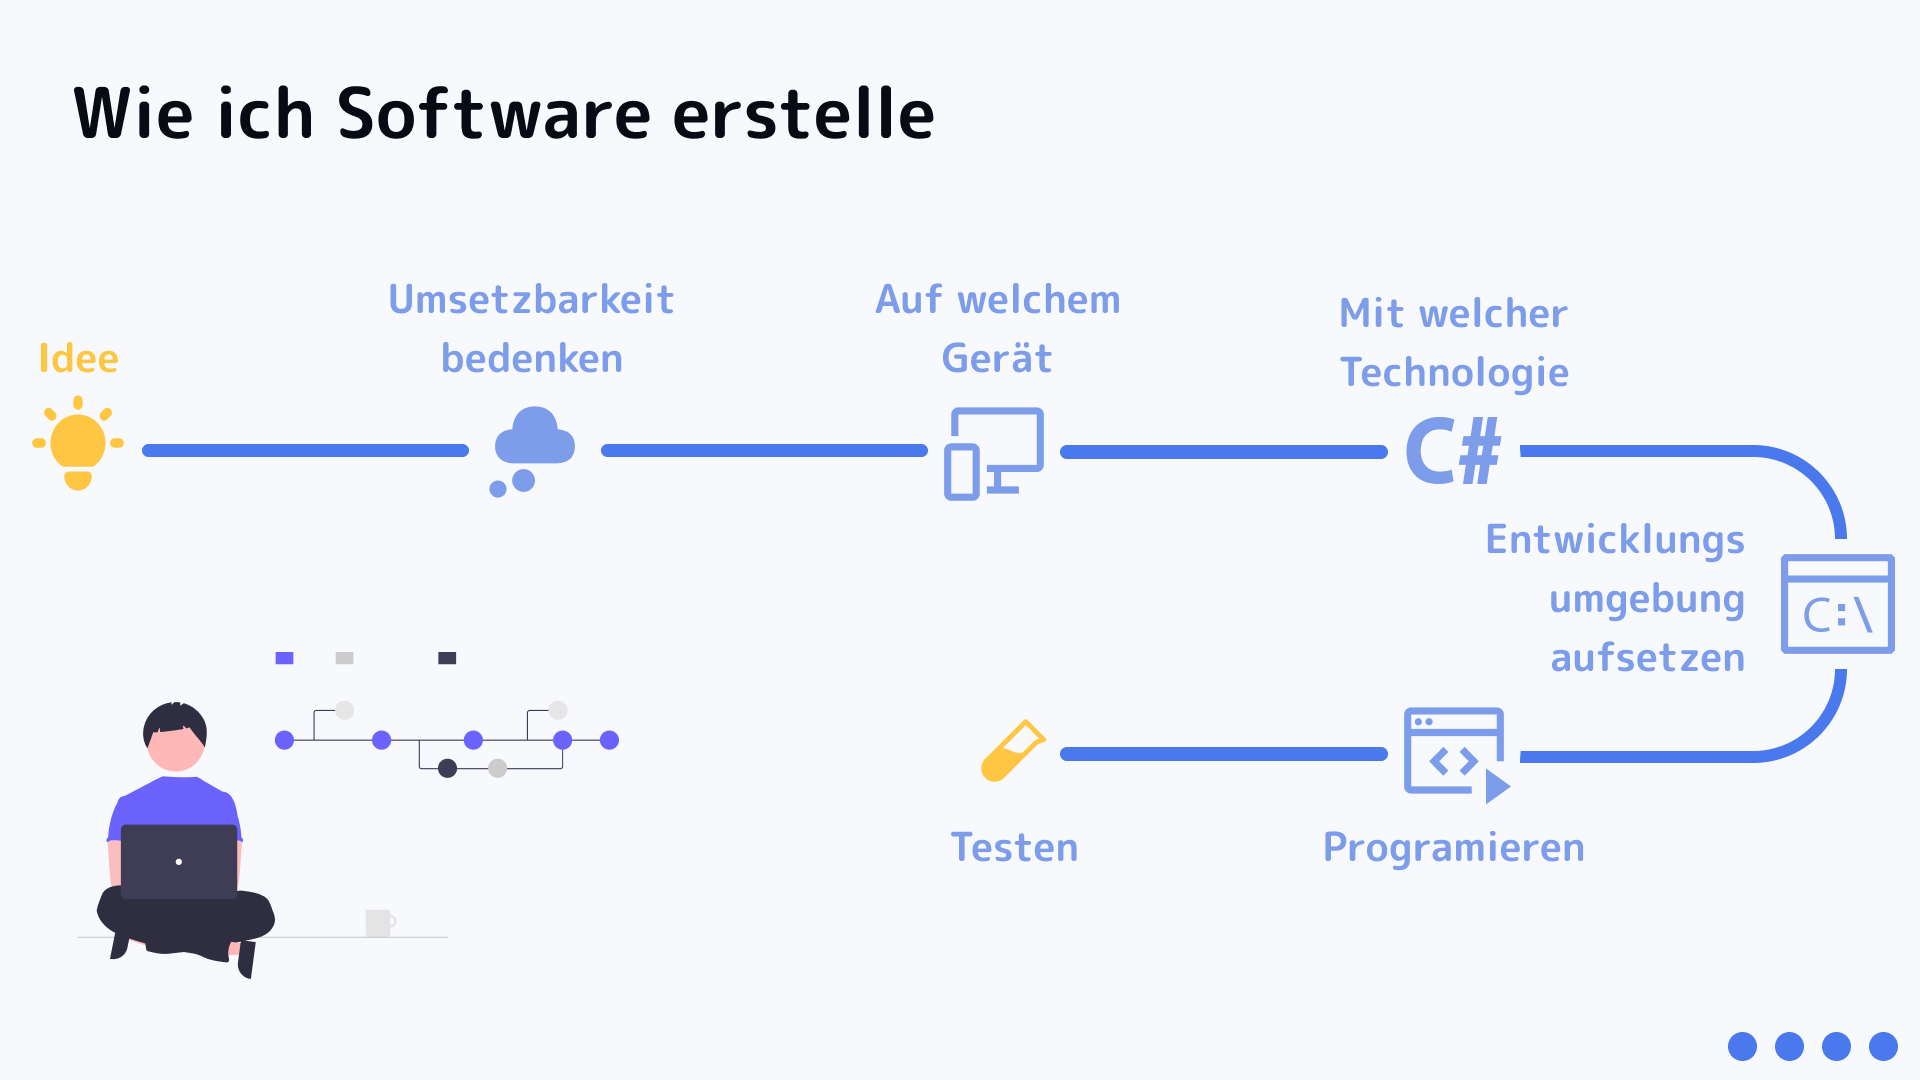 Wie ich Software erstelle
Idee
Umsetzbarkeit
bedenken
Auf welchem
Gerät
Mit welcher
Technologie
C#
Entwicklungs
umgebung
aufsetzen
C:\
Programieren
Testen